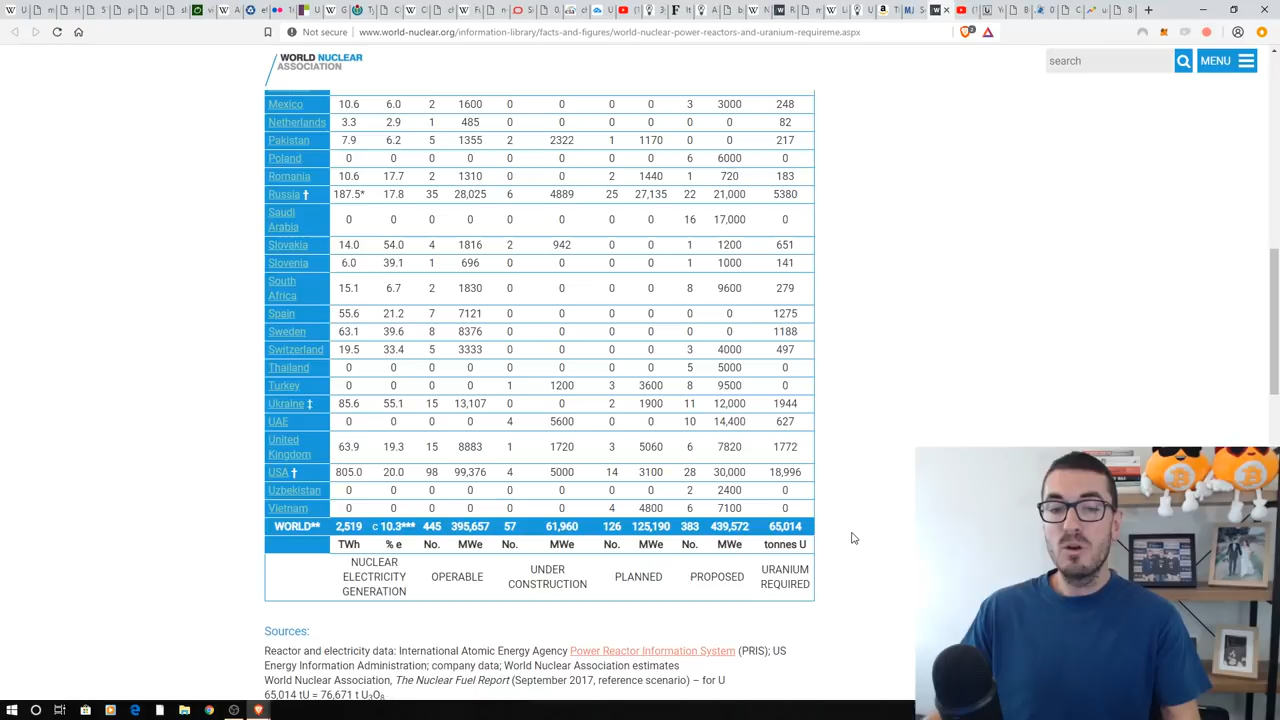 Not secure
www.world-nuclear.org/information-library/facts-and-figures/world-nuclear-power-reactors-and-uranium-requireme.aspx
WORLD NUCLEAR
ASSOCIATION
search
MENU
Mexico 10.6 6.0 2 1600 0 0 0 0 3 3000 248
Netherlands 3.3 2.9 1 485 0 0 0 0 0 0 82
Pakistan 7.9 6.2 5 1355 2 2322 1 1170 0 0 217
Poland 0 0 0 0 0 0 0 0 6 6000 0
Romania 10.6 17.7 2 1310 0 0 2 1440 1 720 183
Russia † 187.5* 17.8 35 28,025 6 4889 25 27,135 22 21,000 5380
Saudi
Arabia 0 0 0 0 0 0 0 0 16 17,000 0
Slovakia 14.0 54.0 4 1816 2 942 0 0 1 1200 651
Slovenia 6.0 39.1 1 696 0 0 0 0 1 1000 141
South
Africa 15.1 6.7 2 1830 0 0 0 0 8 9600 279
Spain 55.6 21.2 7 7121 0 0 0 0 0 0 1275
Sweden 63.1 39.6 8 8376 0 0 0 0 0 0 1188
Switzerland 19.5 33.4 5 3333 0 0 0 0 3 4000 497
Thailand 0 0 0 0 0 0 0 0 5 5000 0
Turkey 0 0 0 0 1 1200 3 3600 8 9500 0
Ukraine ‡ 85.6 55.1 15 13,107 0 0 2 1900 11 12,000 1944
UAE 0 0 0 0 4 5600 0 0 10 14,400 627
United
Kingdom 63.9 19.3 15 8883 1 1720 3 5060 6 7820 1772
USA † 805.0 20.0 98 99,376 4 5000 14 3100 28 30,000 18,996
Uzbekistan 0 0 0 0 0 0 0 0 2 2400 0
Vietnam 0 0 0 0 0 0 4 4800 6 7100 0
WORLD** 2,519 c 10.3*** 445 395,657 57 61,960 126 125,190 383 439,572 65,014
TWh % e No. MWe No. MWe No. MWe No. MWe tonnes U
NUCLEAR
ELECTRICITY
GENERATION
OPERABLE
UNDER
CONSTRUCTION
PLANNED
PROPOSED
URANIUM
REQUIRED
Sources:
Reactor and electricity data: International Atomic Energy Agency Power Reactor Information System (PRIS); US
Energy Information Administration; company data; World Nuclear Association estimates
World Nuclear Association, The Nuclear Fuel Report (September 2017, reference scenario) – for U
65,014 tU = 76,671 t U3O8